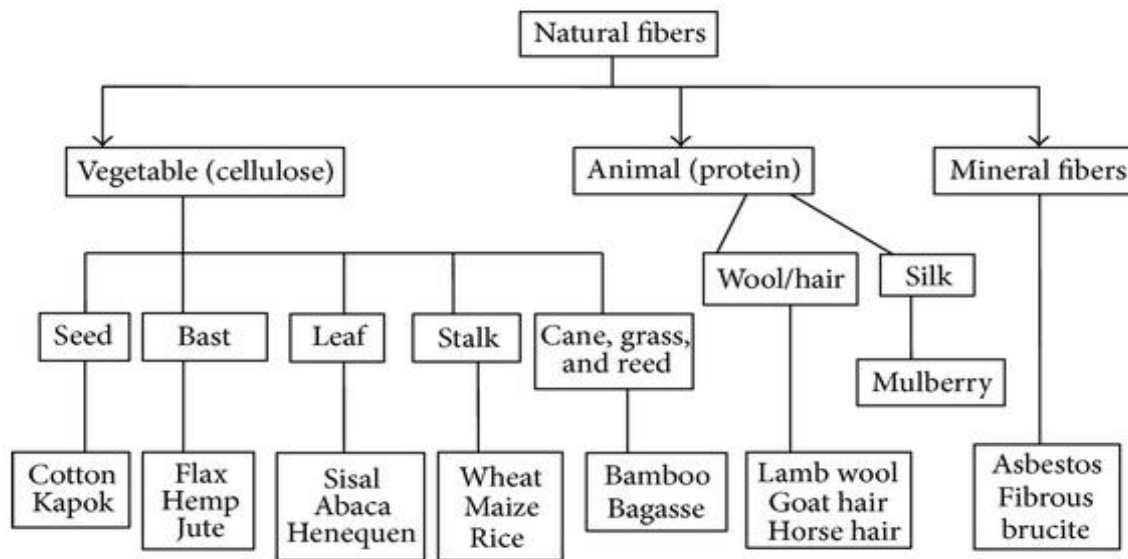 Natural fibers
Vegetable (cellulose)
Animal (protein)
Mineral fibers
Wool/hair
Silk
Seed
Bast
Leaf
Stalk
Cane, grass,
and reed
Mulberry
Cotton
Kapok
Flax
Hemp
Jute
Sisal
Abaca
Henequen
Wheat
Maize
Rice
Bamboo
Bagasse
Lamb wool
Goat hair
Horse hair
Asbestos
Fibrous
brucite